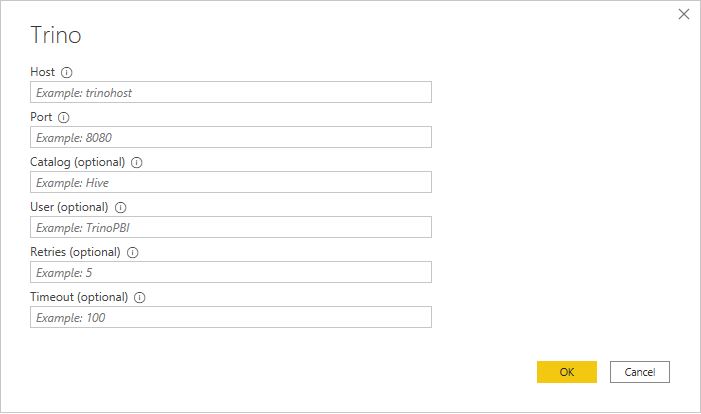 Trino
Host
Example: trinohost
Port
Example: 8080
Catalog (optional)
Example: Hive
User (optional)
Example: TrinoPBI
Retries (optional)
Example: 5
Timeout (optional)
Example: 100
OK
Cancel